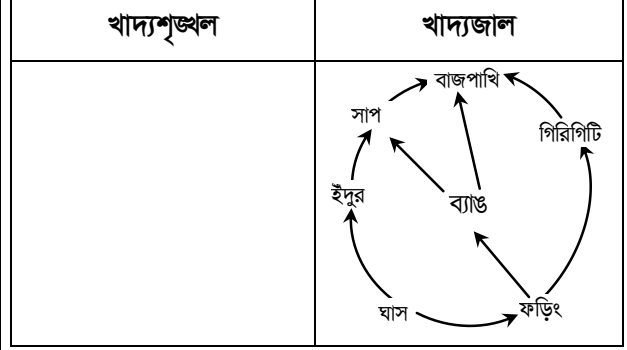 খাদ্যশৃঙ্খল
খাদ্যজাল
বাজপাখি
সাপ
গিরিগিটি
ইঁদুর
ব্যাঙ
ঘাস
ফড়িং